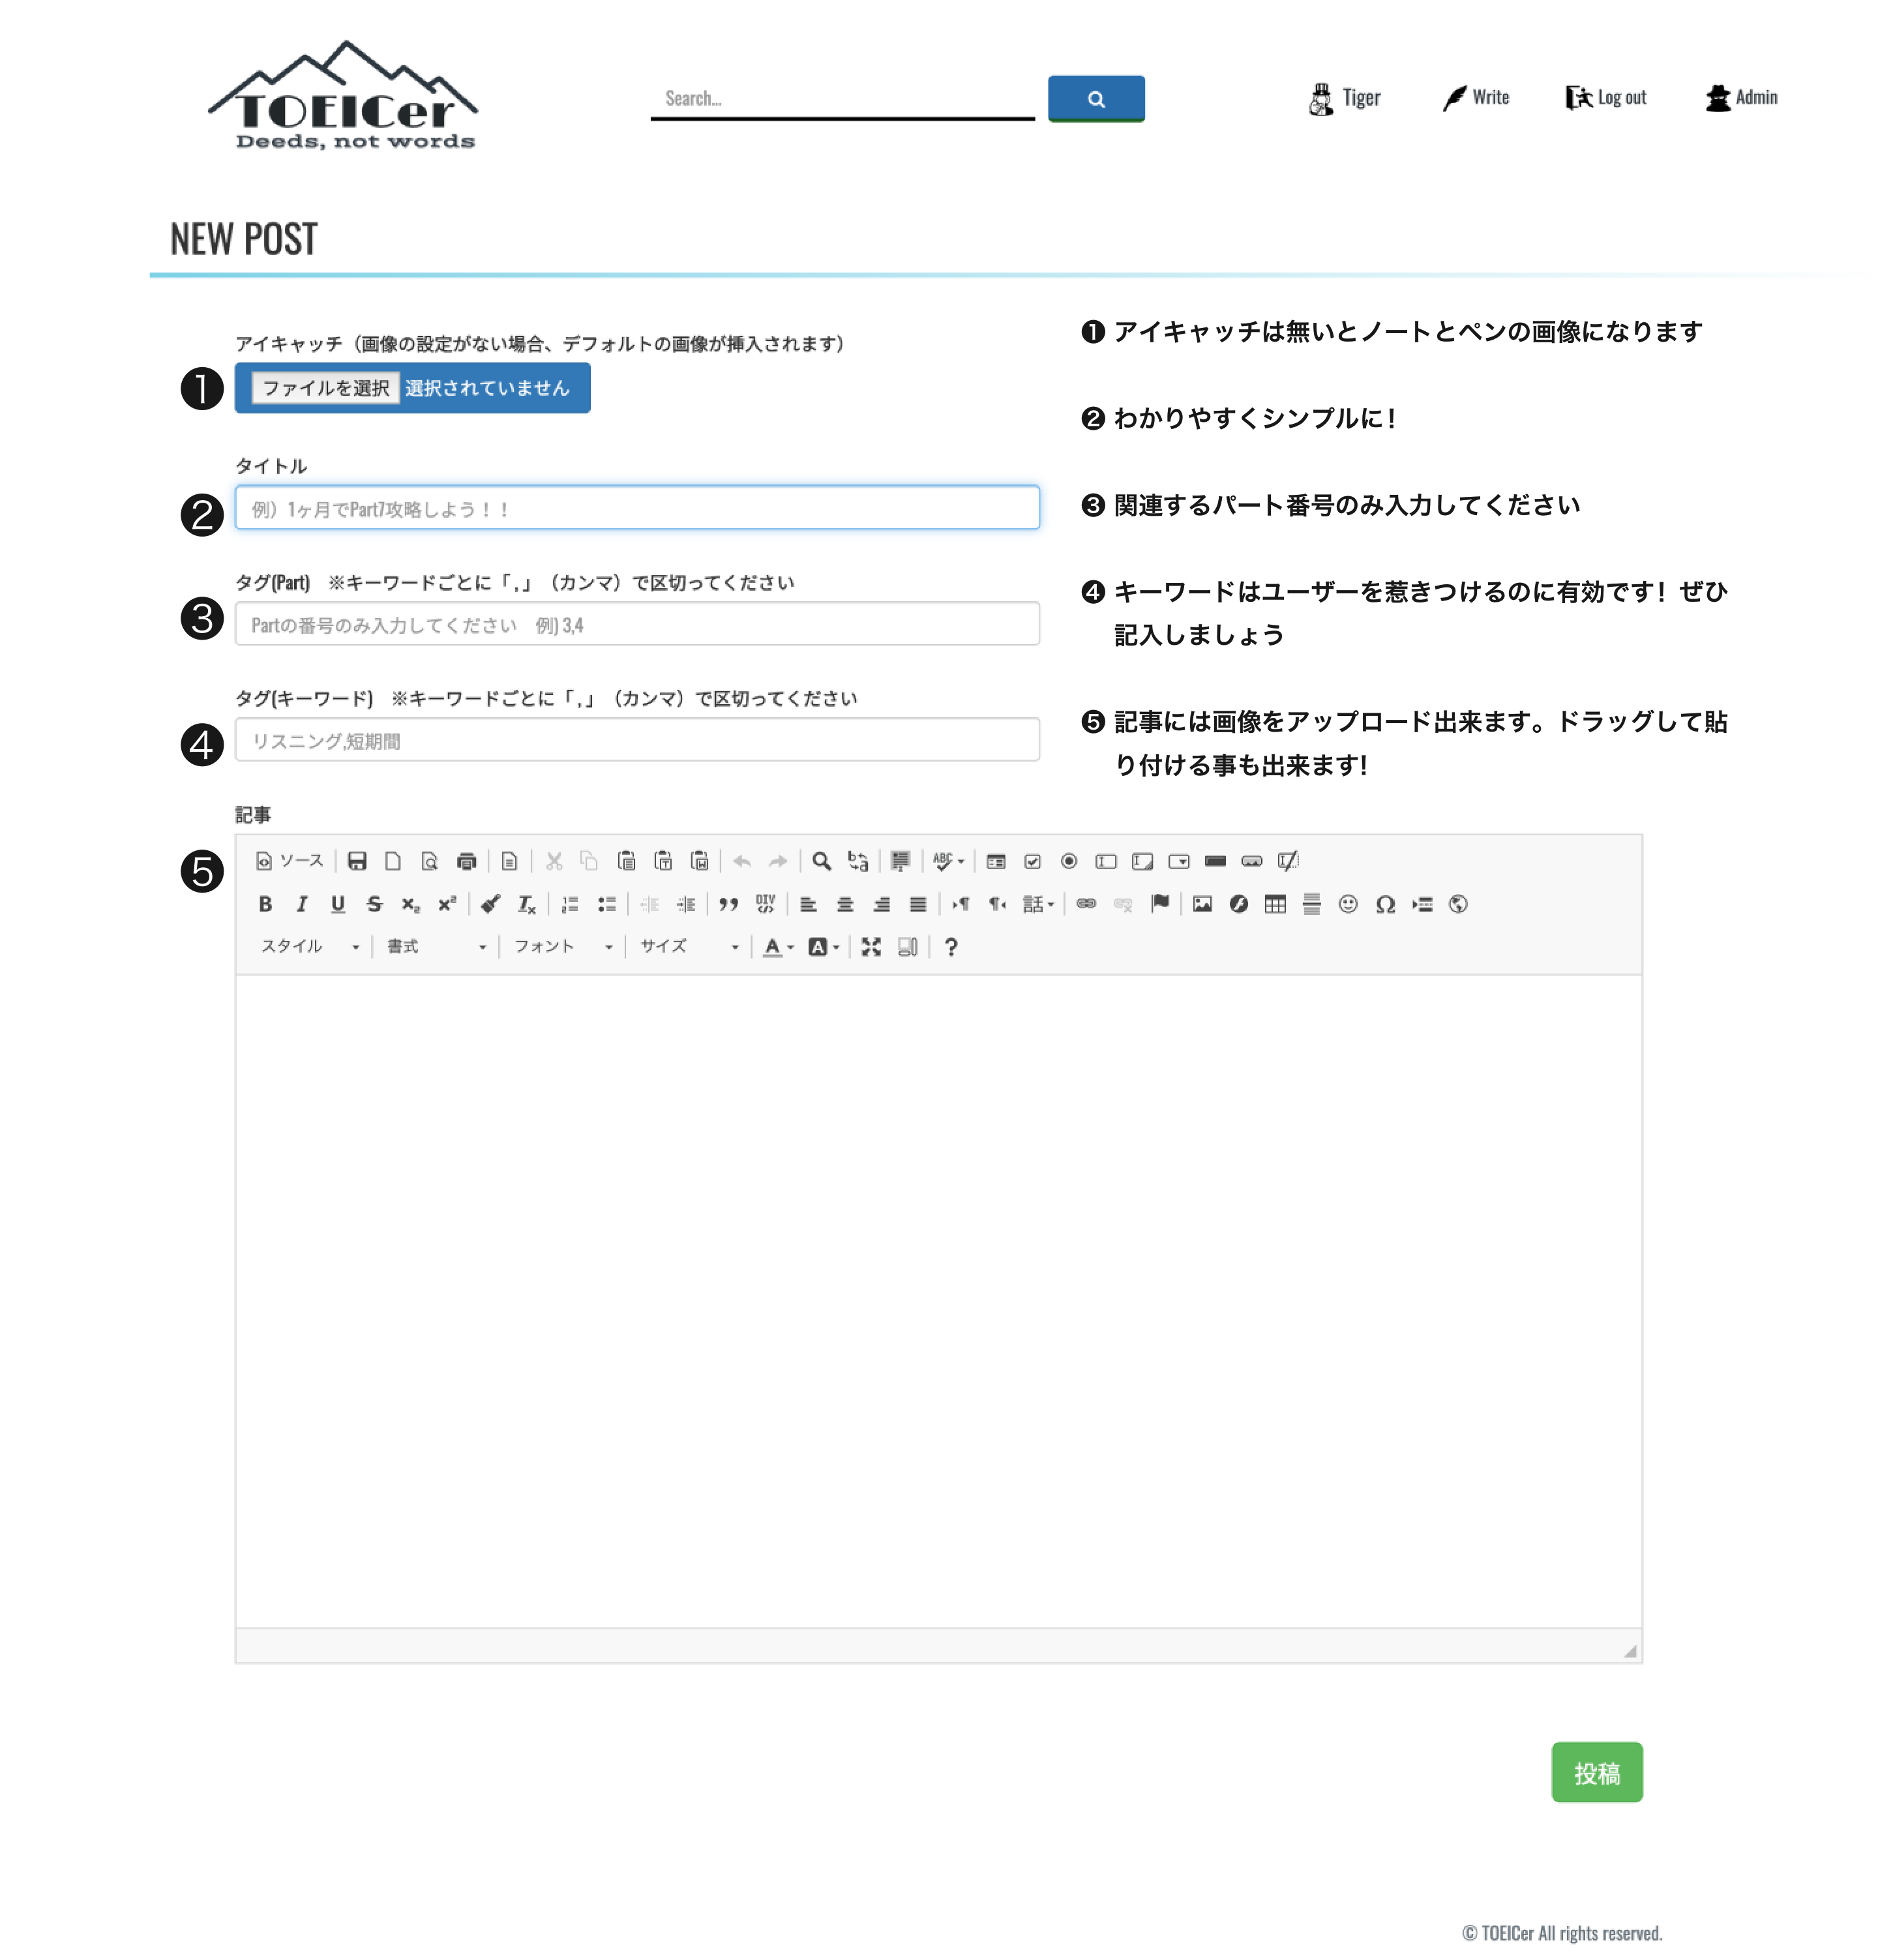 TOEICer
Deeds, not words
Search...
Tiger
Write
Log out
Admin
NEW POST
アイキャッチ（画像の設定がない場合、デフォルトの画像が挿入されます）
❶
ファイルを選択 選択されていません
タイトル
❷
例）1ヶ月でPart7攻略しよう！！
タグ(Part)　※キーワードごとに「 , 」（カンマ）で区切ってください
❸
Partの番号のみ入力してください　例) 3,4
タグ(キーワード)　※キーワードごとに「 , 」（カンマ）で区切ってください
❹
リスニング,短期間
❶ アイキャッチは無いとノートとペンの画像になります
❷ わかりやすくシンプルに！
❸ 関連するパート番号のみ入力してください
❹ キーワードはユーザーを惹きつけるのに有効です！ぜひ
記入しましょう
❺ 記事には画像をアップロード出来ます。ドラッグして貼
り付ける事も出来ます!
記事
❺
ソース
スタイル 書式 フォント サイズ
投稿
© TOEICer All rights reserved.